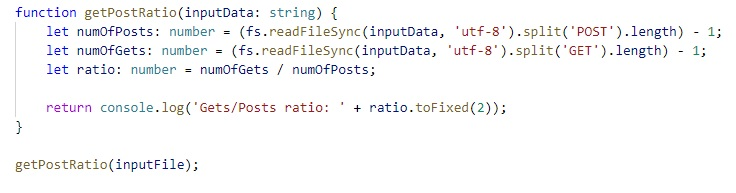 function getPostRatio(inputData: string) {
    let numOfPosts: number = (fs.readFileSync(inputData, 'utf-8').split('POST').length) - 1;
    let numOfGets: number = (fs.readFileSync(inputData, 'utf-8').split('GET').length) - 1;
    let ratio: number = numOfGets / numOfPosts;

    return console.log('Gets/Posts ratio: ' + ratio.toFixed(2));
}

getPostRatio(inputFile);